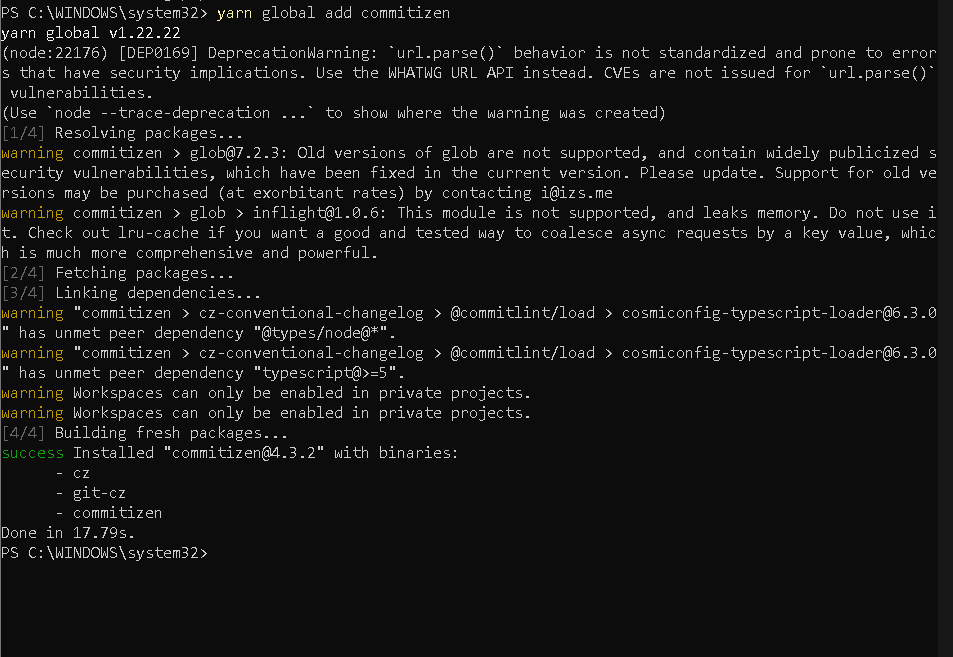 PS C:\WINDOWS\system32> yarn global add commitizen
yarn global v1.22.22
(node:22176) [DEP0169] DeprecationWarning: `url.parse()` behavior is not standardized and prone to error
s that have security implications. Use the WHATWG URL API instead. CVEs are not issued for `url.parse()`
 vulnerabilities.
(Use `node --trace-deprecation ...` to show where the warning was created)
[1/4] Resolving packages...
warning commitizen > glob@7.2.3: Old versions of glob are not supported, and contain widely publicized s
ecurity vulnerabilities, which have been fixed in the current version. Please update. Support for old ve
rsions may be purchased (at exorbitant rates) by contacting i@izs.me
warning commitizen > glob > inflight@1.0.6: This module is not supported, and leaks memory. Do not use i
t. Check out lru-cache if you want a good and tested way to coalesce async requests by a key value, whic
h is much more comprehensive and powerful.
[2/4] Fetching packages...
[3/4] Linking dependencies...
warning "commitizen > cz-conventional-changelog > @commitlint/load > cosmiconfig-typescript-loader@6.3.0
" has unmet peer dependency "@types/node@*".
warning "commitizen > cz-conventional-changelog > @commitlint/load > cosmiconfig-typescript-loader@6.3.0
" has unmet peer dependency "typescript@>=5".
warning Workspaces can only be enabled in private projects.
warning Workspaces can only be enabled in private projects.
[4/4] Building fresh packages...
success Installed "commitizen@4.3.2" with binaries:
      - cz
      - git-cz
      - commitizen
Done in 17.79s.
PS C:\WINDOWS\system32>